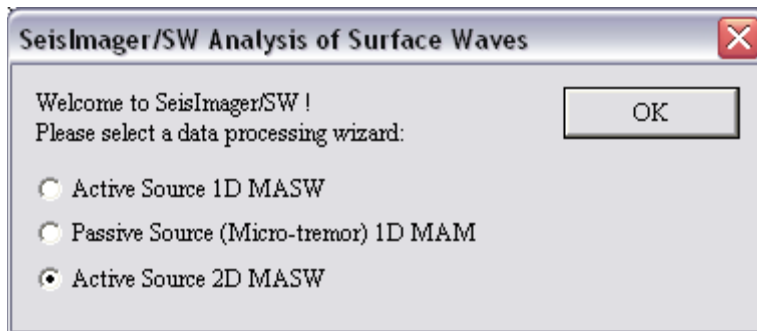 SeisImager/SW Analysis of Surface Waves
Welcome to SeisImager/SW !
Please select a data processing wizard:
OK
Active Source 1D MASW
Passive Source (Micro-tremor) 1D MAM
Active Source 2D MASW